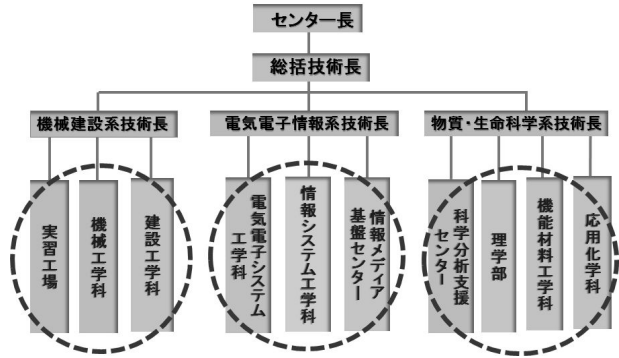 センター長
総括技術長
機械建設系技術長
電気電子情報系技術長
物質・生命科学系技術長
実習工場
機械工学科
建設工学科
電気電子システム
工学科
情報システム工学科
情報メディア
基盤センター
科学分析支援
センター
理学部
機能材料工学科
応用化学科